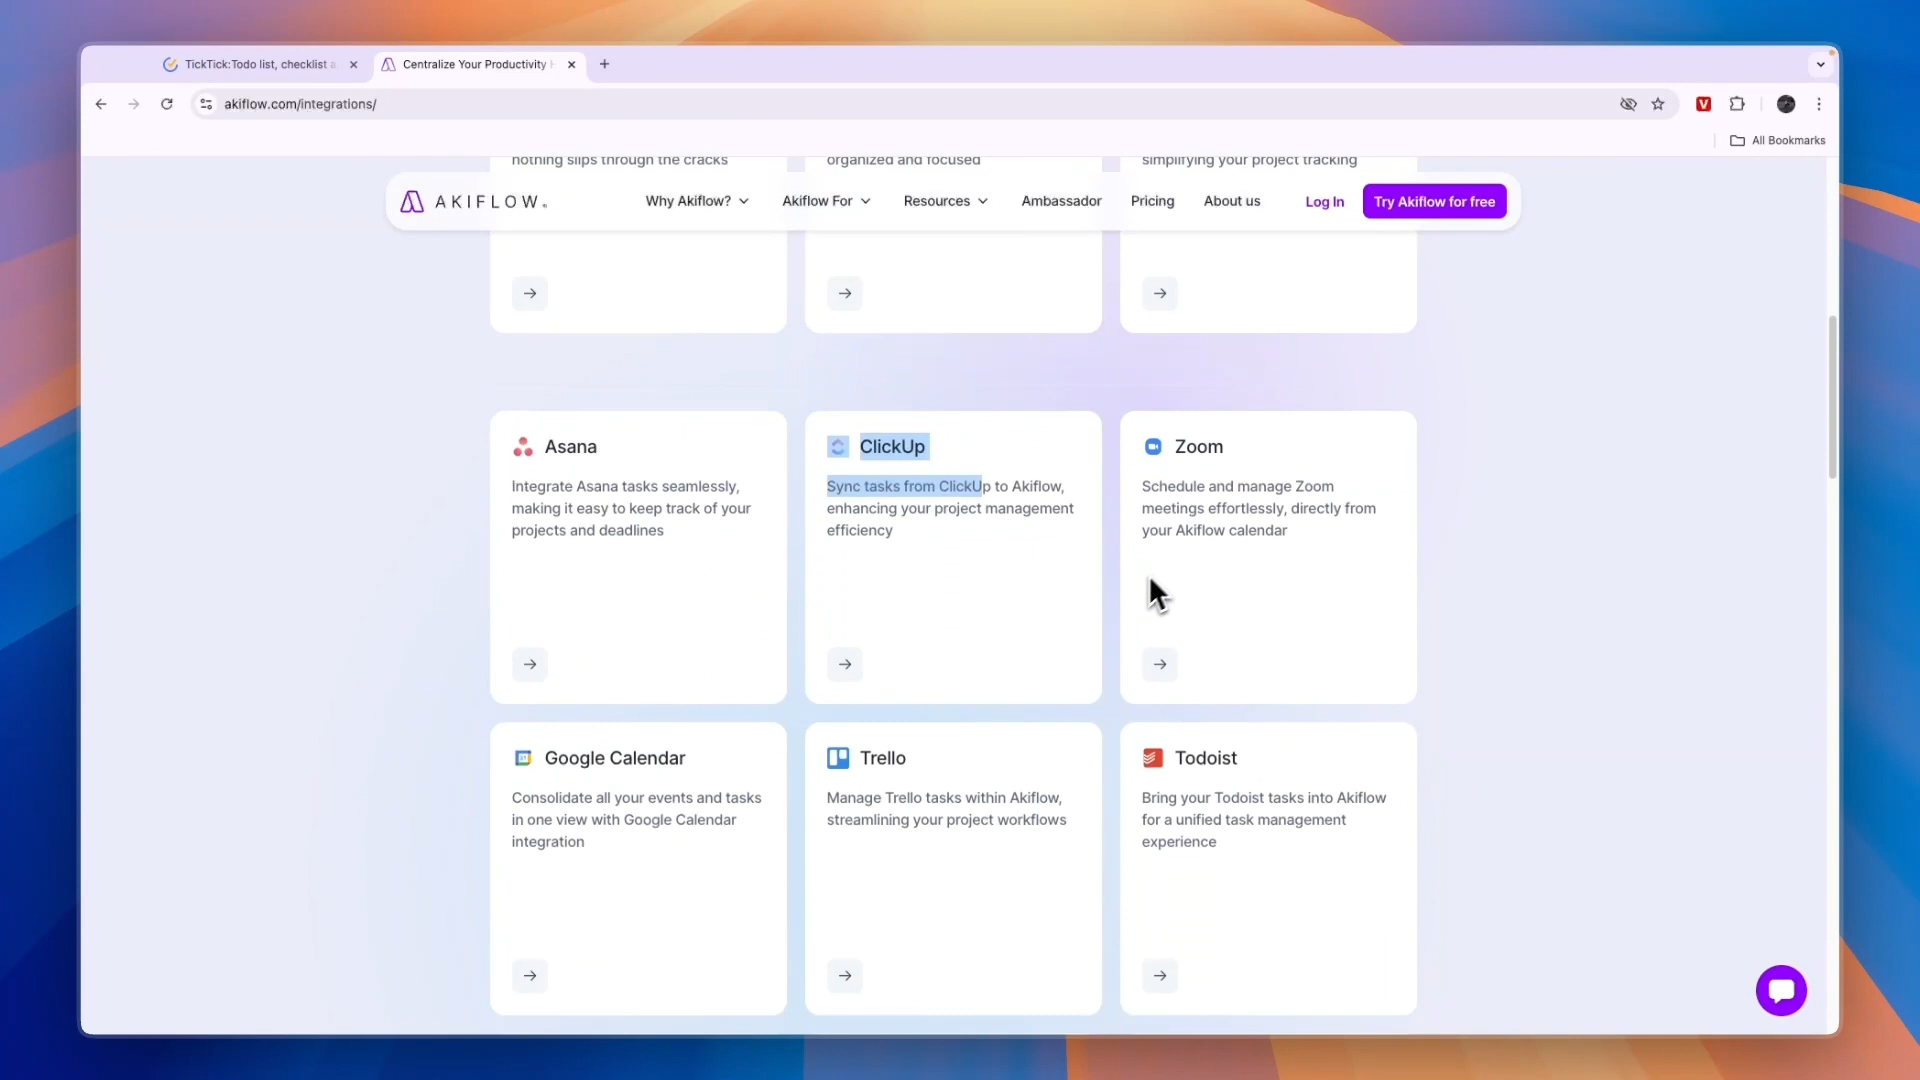 TickTick:Todo list, checklist a
Centralize Your Productivity H
akiflow.com/integrations/
All Bookmarks
nothing slips through the cracks
organized and focused
simplifying your project tracking
AKIFLOW
Why Akiflow?
Akiflow For
Resources
Ambassador
Pricing
About us
Log In
Try Akiflow for free
Asana
Integrate Asana tasks seamlessly,
making it easy to keep track of your
projects and deadlines
ClickUp
Sync tasks from ClickUp to Akiflow,
enhancing your project management
efficiency
Zoom
Schedule and manage Zoom
meetings effortlessly, directly from
your Akiflow calendar
Google Calendar
Consolidate all your events and tasks
in one view with Google Calendar
integration
Trello
Manage Trello tasks within Akiflow,
streamlining your project workflows
Todoist
Bring your Todoist tasks into Akiflow
for a unified task management
experience